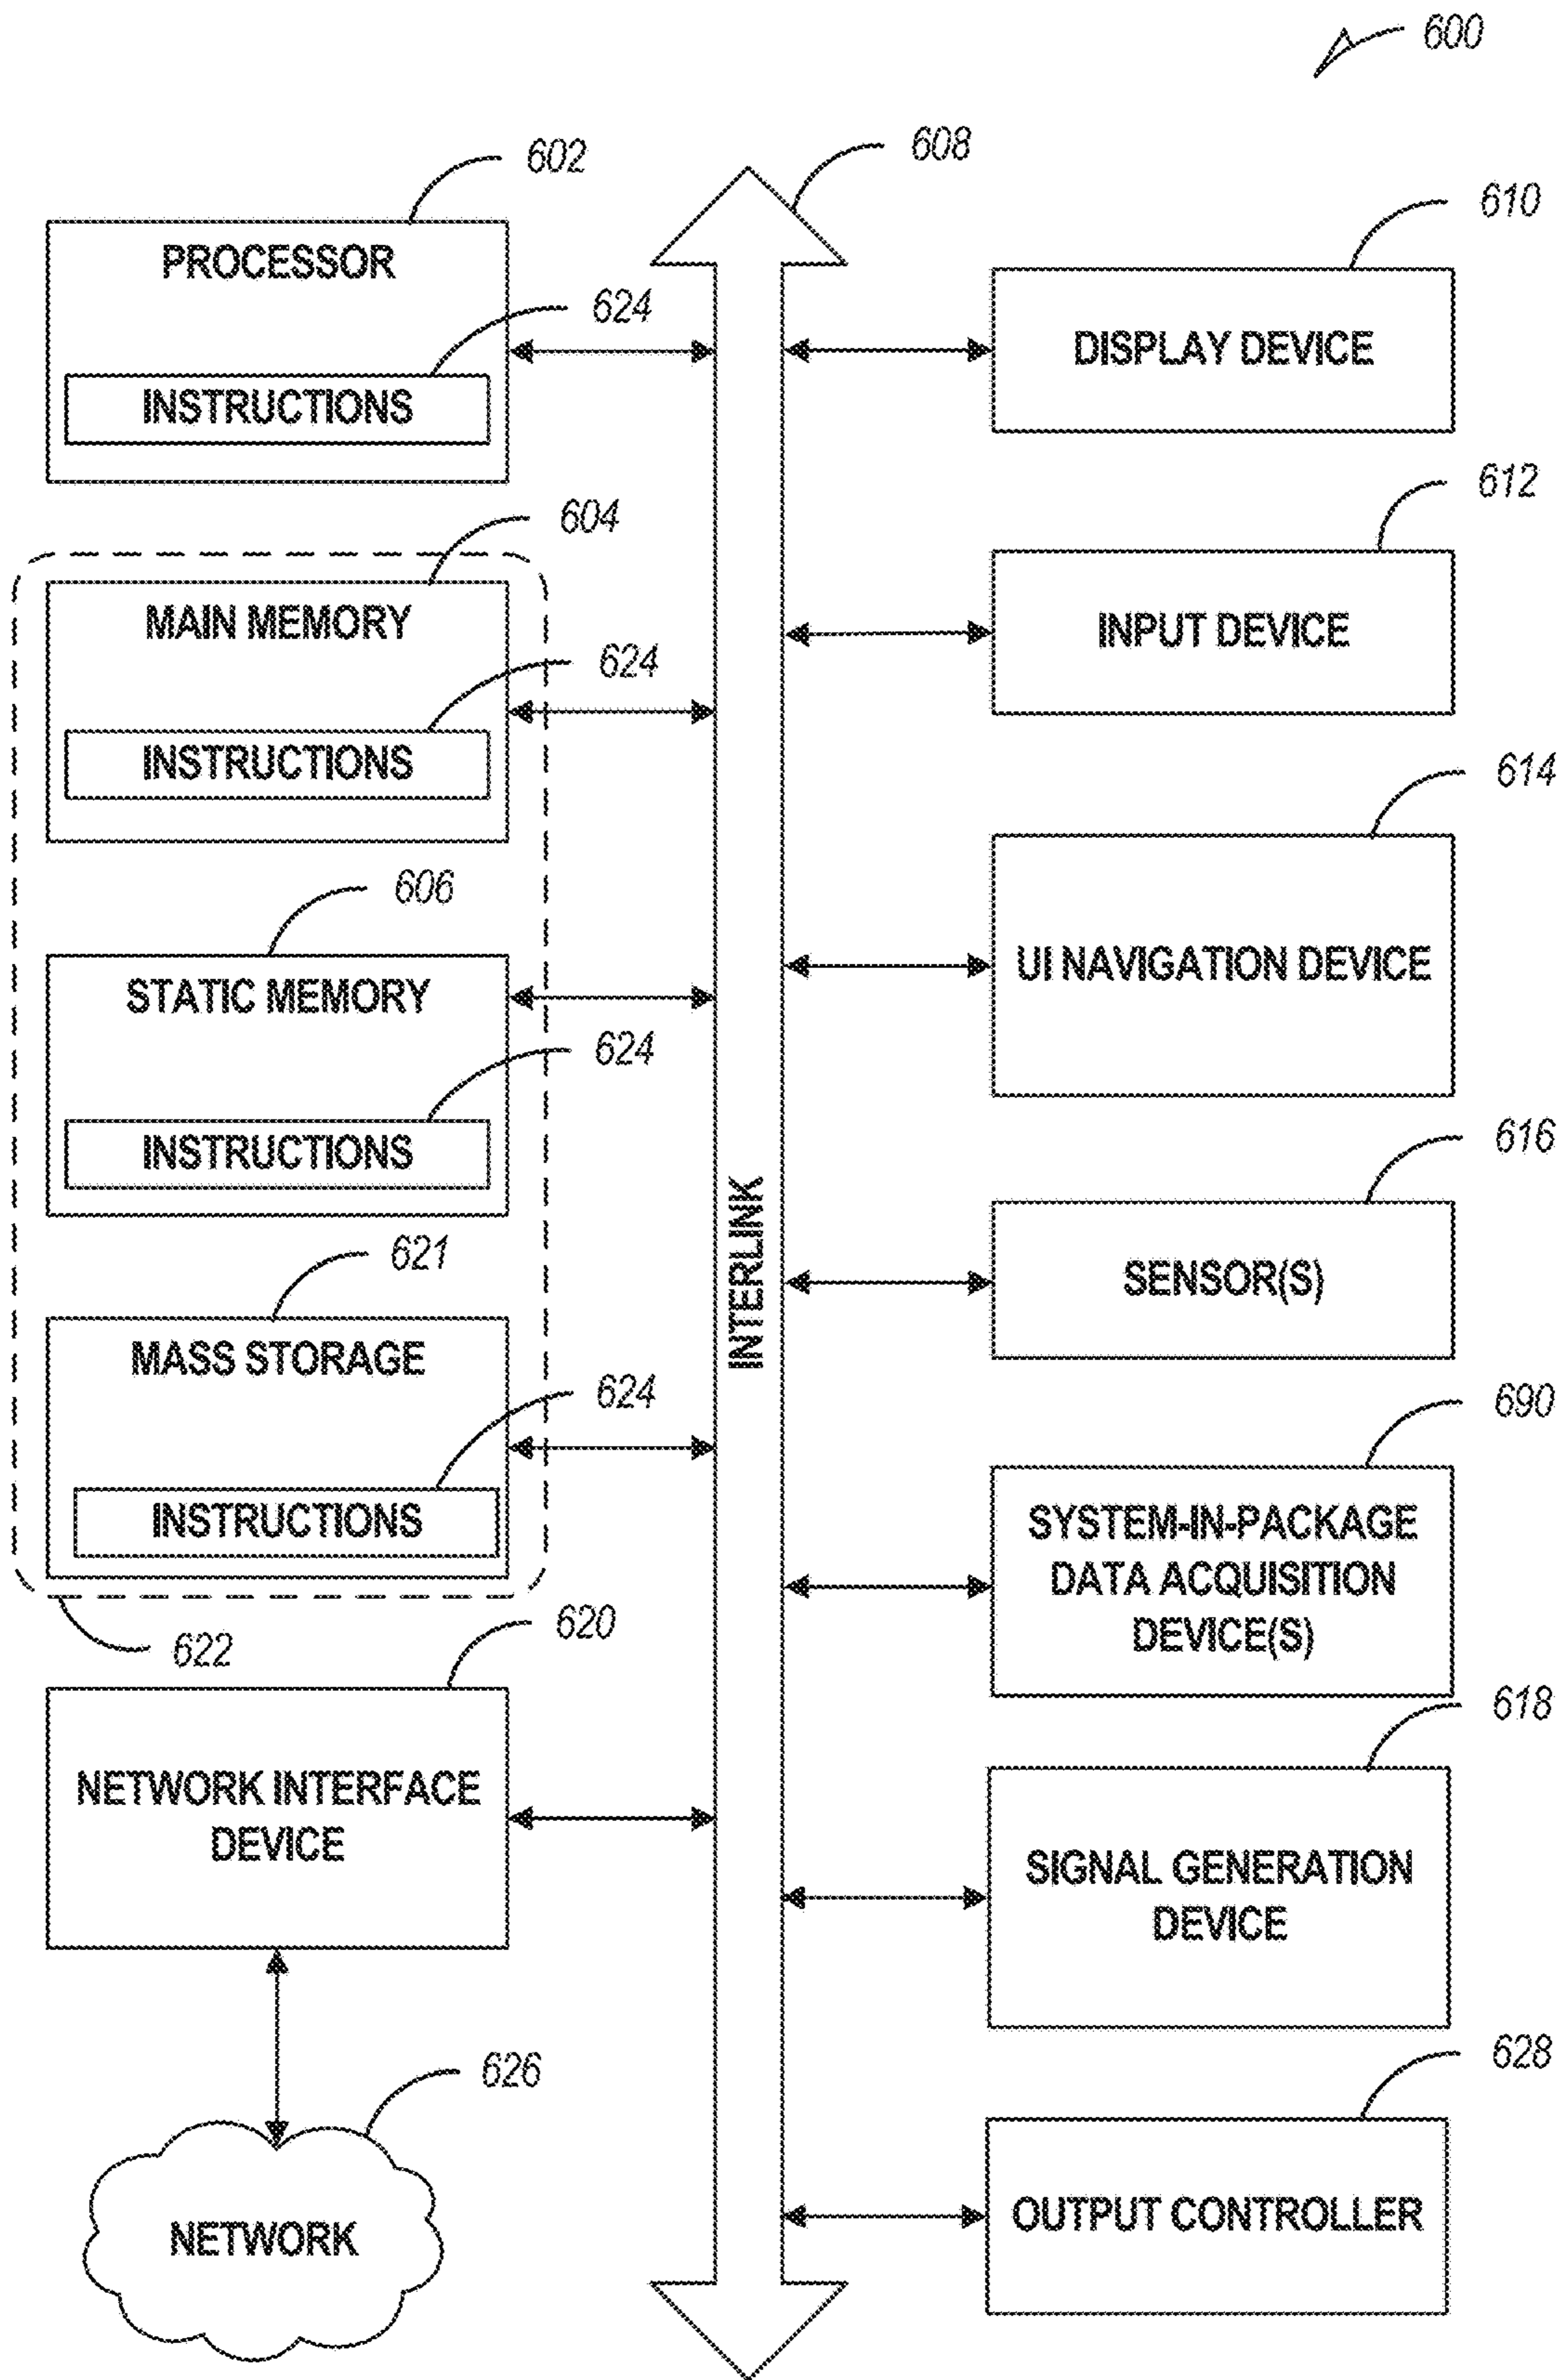 600
602
PROCESSOR
624
INSTRUCTIONS
604
MAIN MEMORY
624
INSTRUCTIONS
606
STATIC MEMORY
624
INSTRUCTIONS
621
MASS STORAGE
624
INSTRUCTIONS
622
620
NETWORK INTERFACE
DEVICE
626
NETWORK
608
INTERLINK
610
DISPLAY DEVICE
612
INPUT DEVICE
614
UI NAVIGATION DEVICE
616
SENSOR(S)
690
SYSTEM-IN-PACKAGE
DATA ACQUISITION
DEVICE(S)
618
SIGNAL GENERATION
DEVICE
628
OUTPUT CONTROLLER